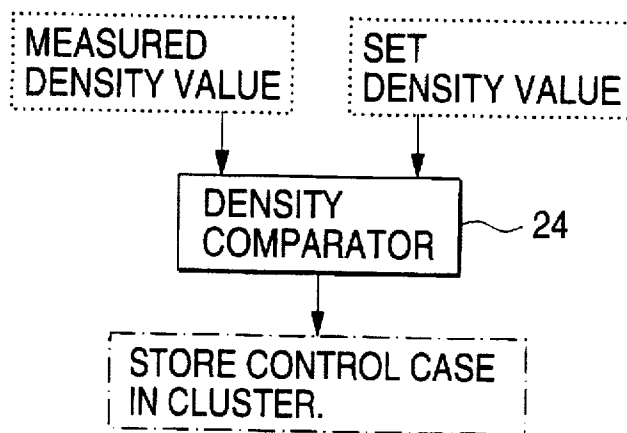 MEASURED
DENSITY VALUE
SET
DENSITY VALUE
DENSITY
COMPARATOR
24
STORE CONTROL CASE
IN CLUSTER.